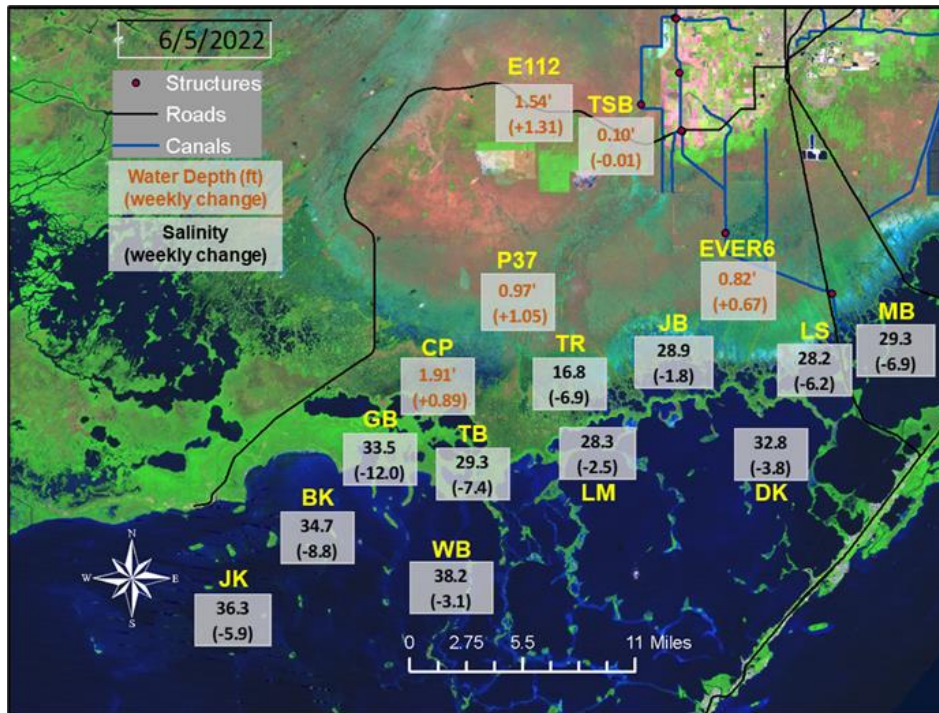 6/5/2022
Structures
Roads
Canals
Water Depth (ft)
(weekly change)
Salinity
(weekly change)
E112
1.54'
(+1.31)
TSB
0.10'
(-0.01)
P37
0.97'
(+1.05)
EVER6
0.82'
(+0.67)
CP
1.91'
(+0.89)
TR
16.8
(-6.9)
JB
28.9
(-1.8)
LS
28.2
(-6.2)
MB
29.3
(-6.9)
GB
33.5
(-12.0)
TB
29.3
(-7.4)
28.3
(-2.5)
LM
32.8
(-3.8)
DK
BK
34.7
(-8.8)
WB
38.2
(-3.1)
JK
36.3
(-5.9)
N
W E
S
0 2.75 5.5 11 Miles